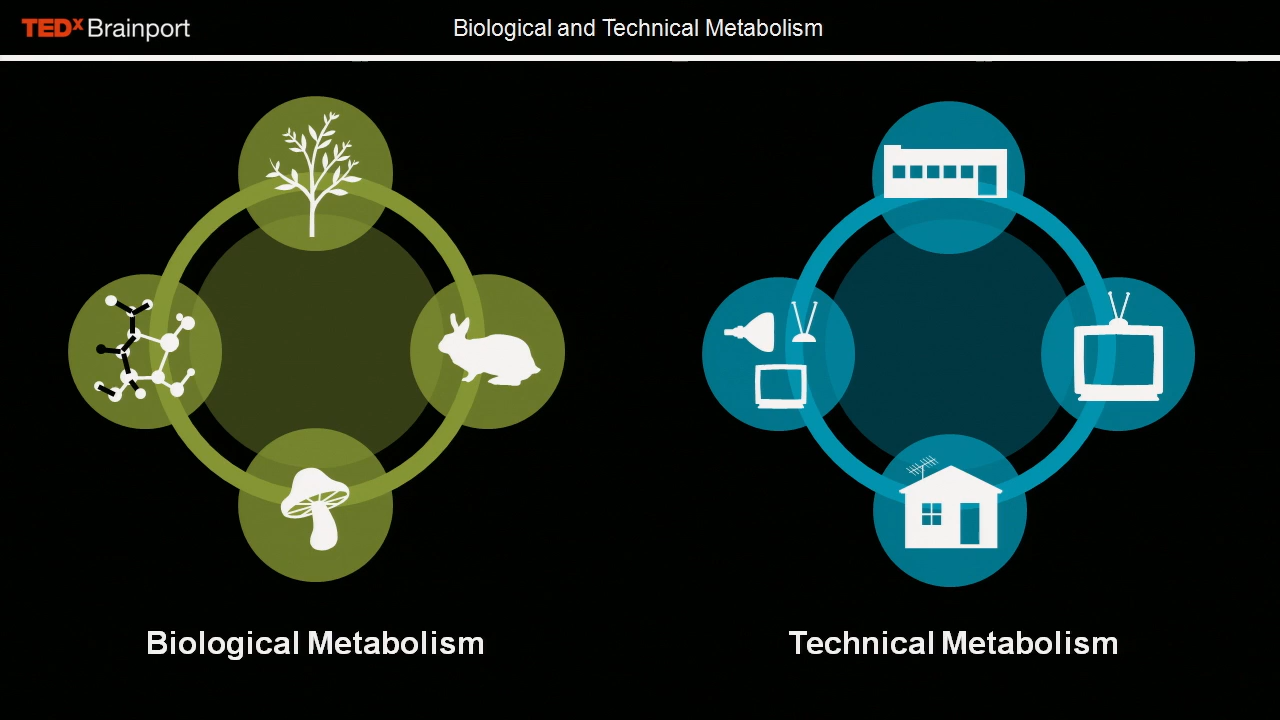 TEDx Brainport
Biological and Technical Metabolism
Biological Metabolism
Technical Metabolism